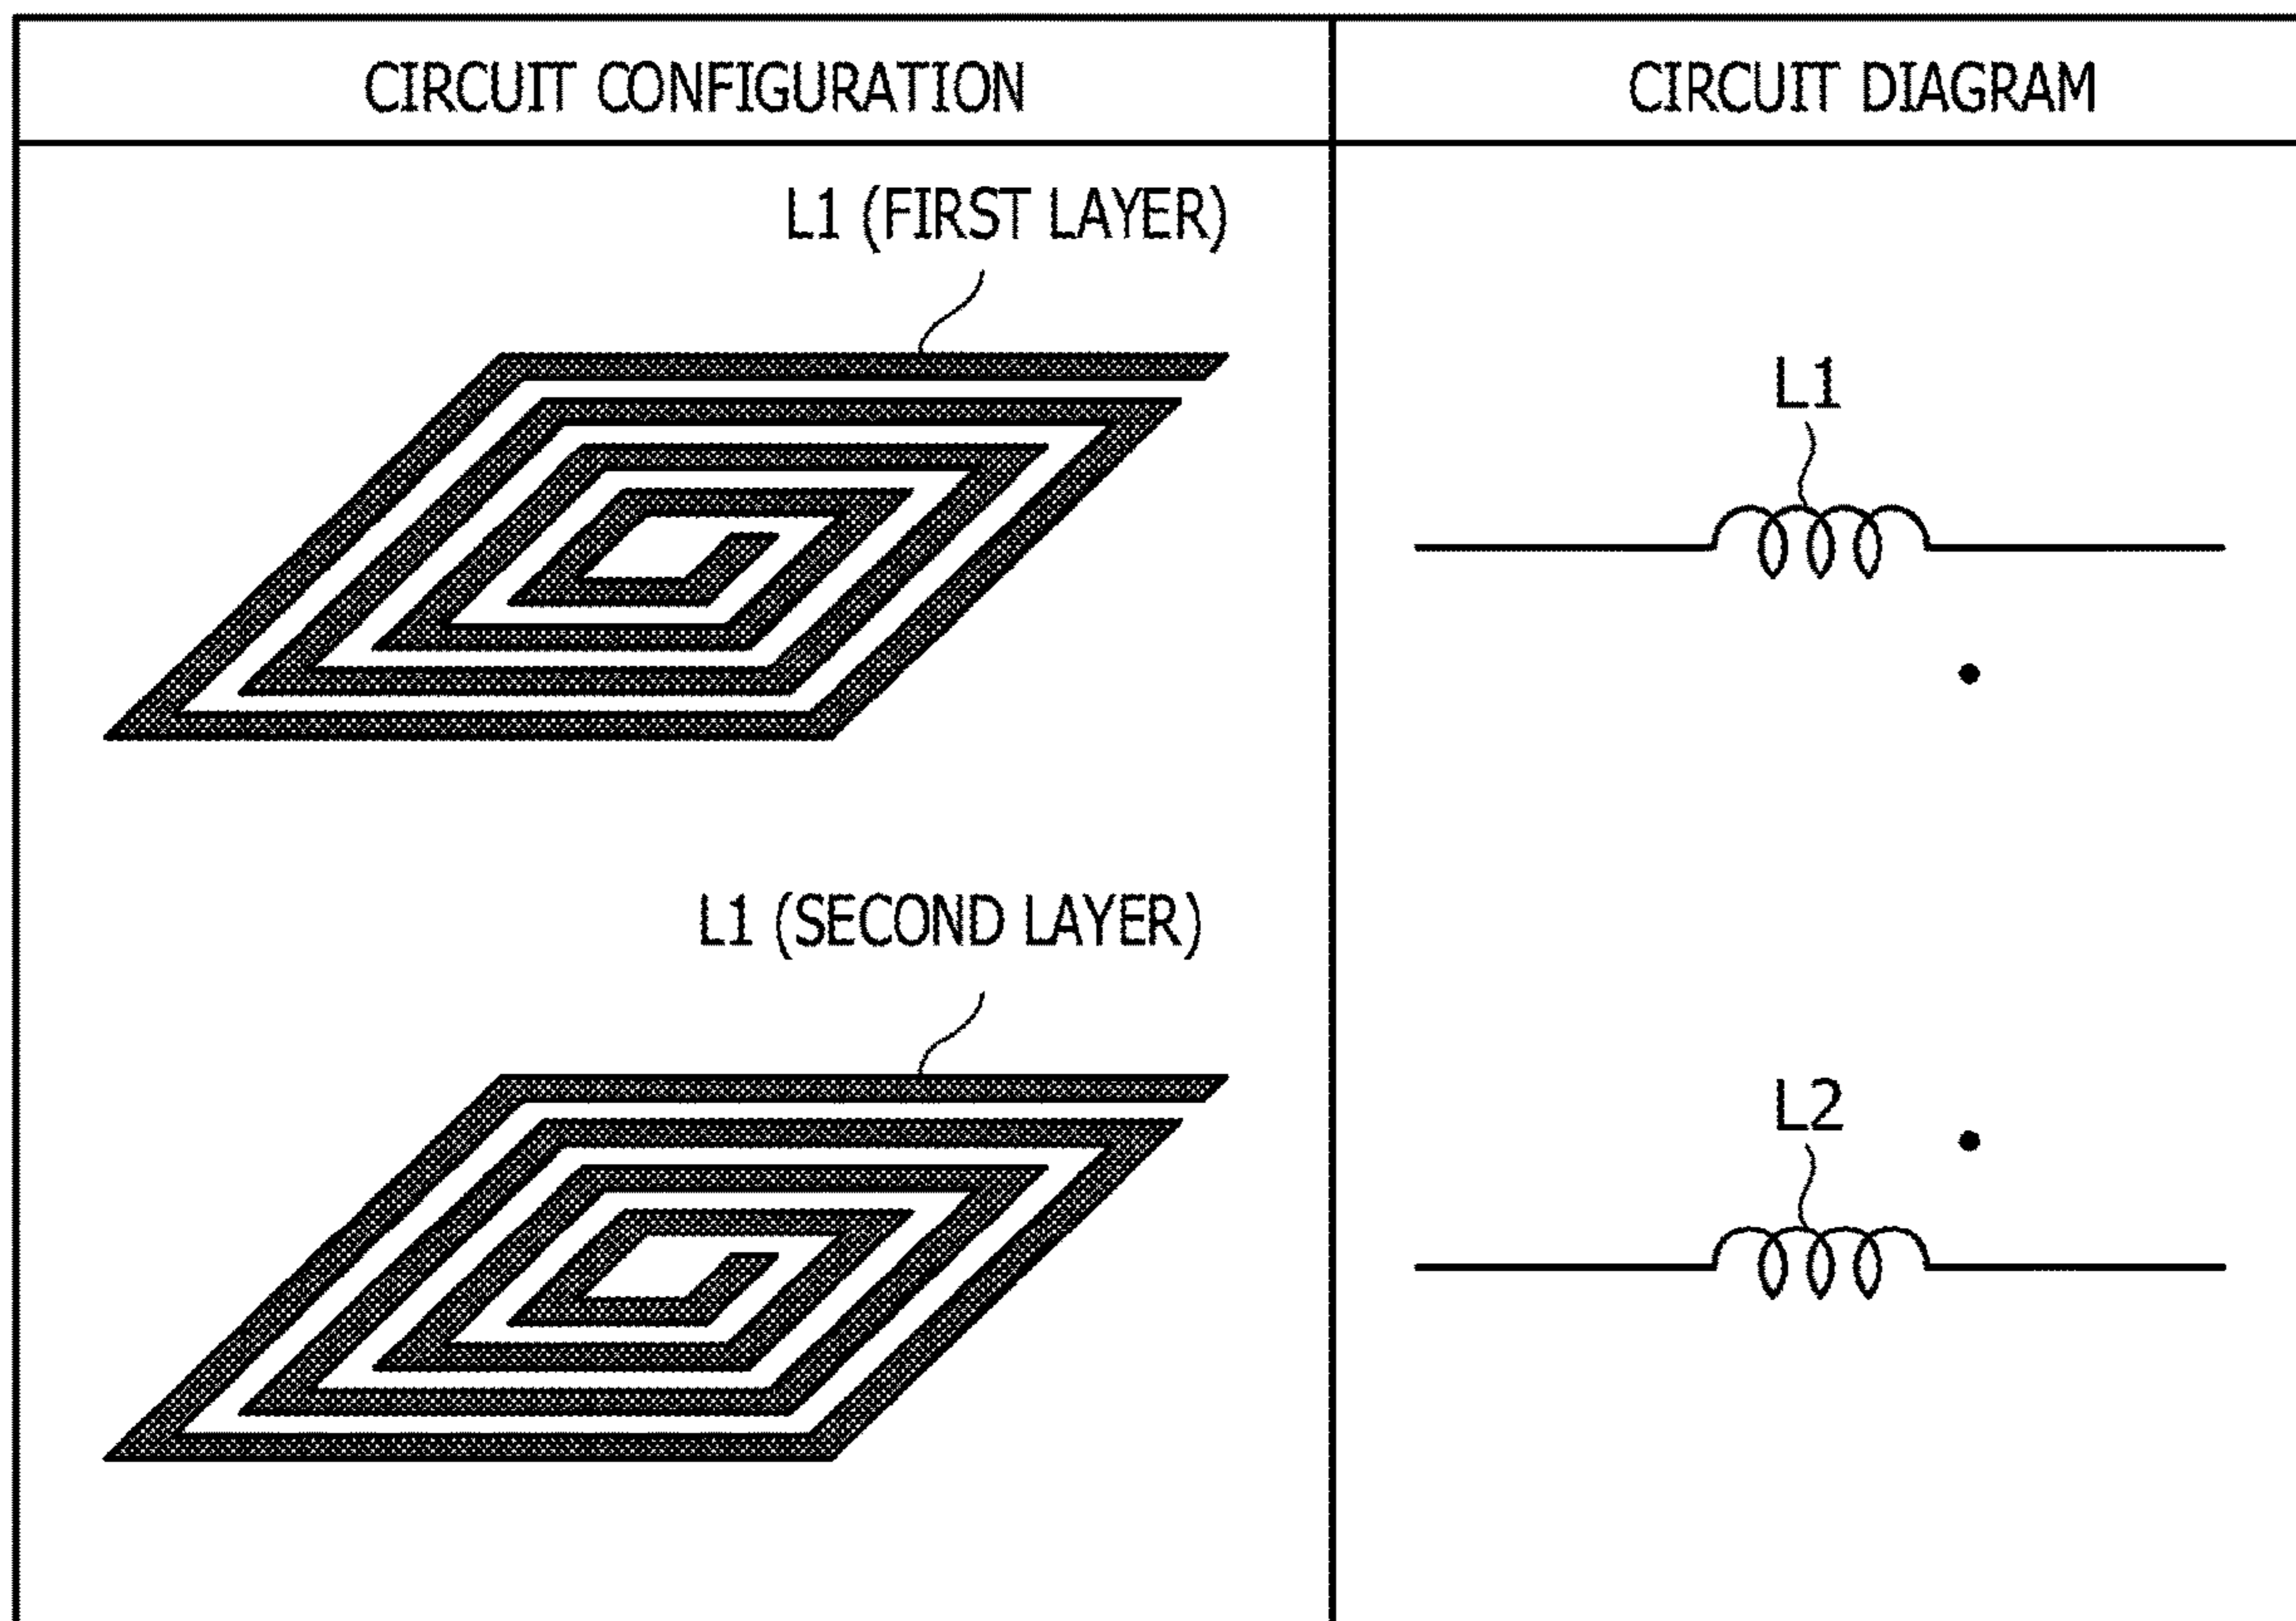 CIRCUIT CONFIGURATION
CIRCUIT DIAGRAM
L1 (FIRST LAYER)
L1
L1 (SECOND LAYER)
L2